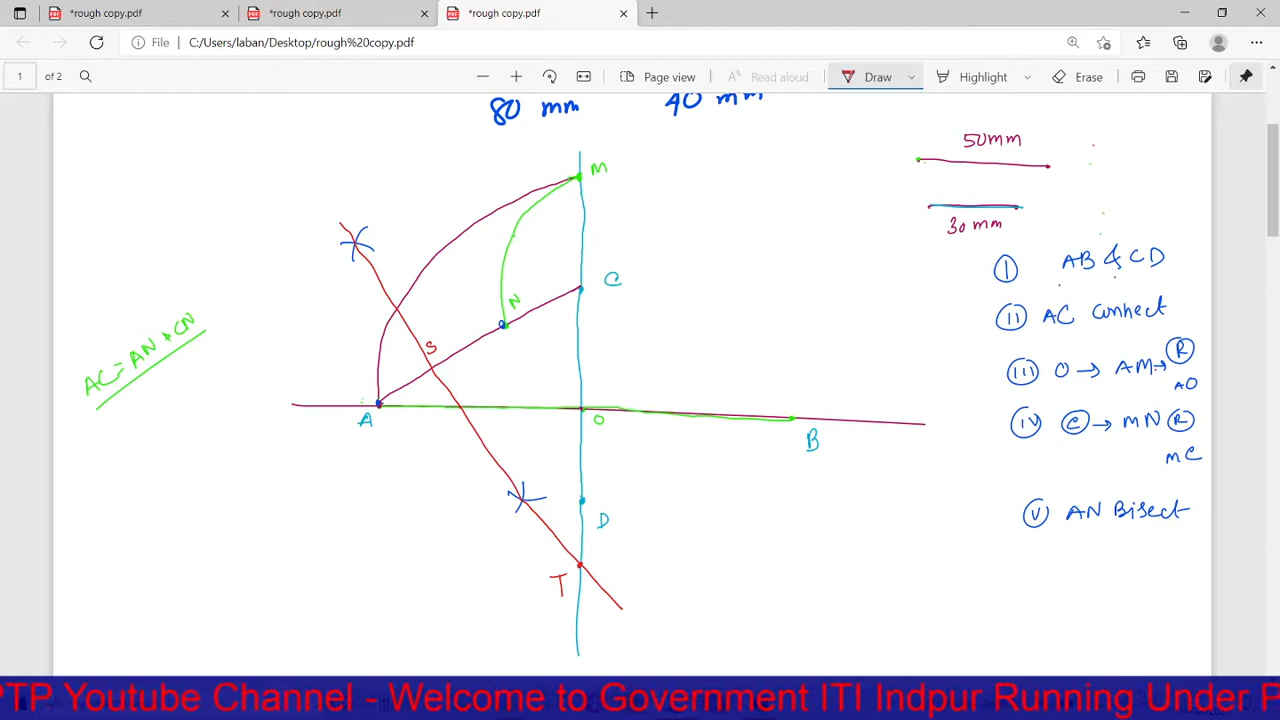 *rough copy.pdf
*rough copy.pdf
*rough copy.pdf
File
C:/Users/laban/Desktop/rough%20copy.pdf
1
of 2
Page view
Read aloud
Draw
Highlight
Erase
80 mm 40 mm
50mm
30 mm
M
C
N
S
A
O
B
D
T
AC = AN + CN
I AB & CD
II AC Connect
III O → AM → R
AO
IV C → MN R
MC
V AN Bisect
TP Youtube Channel - Welcome to Government ITI Indpur Running Under P